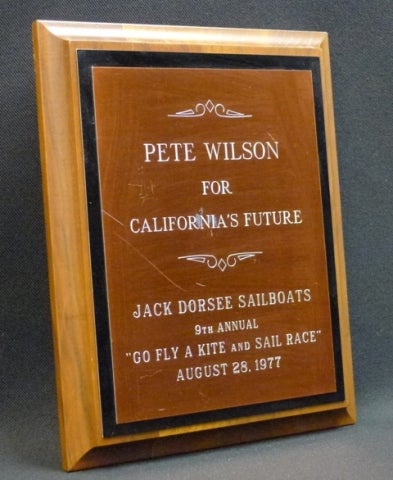 PETE WILSON
FOR
CALIFORNIA'S FUTURE
JACK DORSEE SAILBOATS
9TH ANNUAL
"GO FLY A KITE AND SAIL RACE"
AUGUST 28, 1977